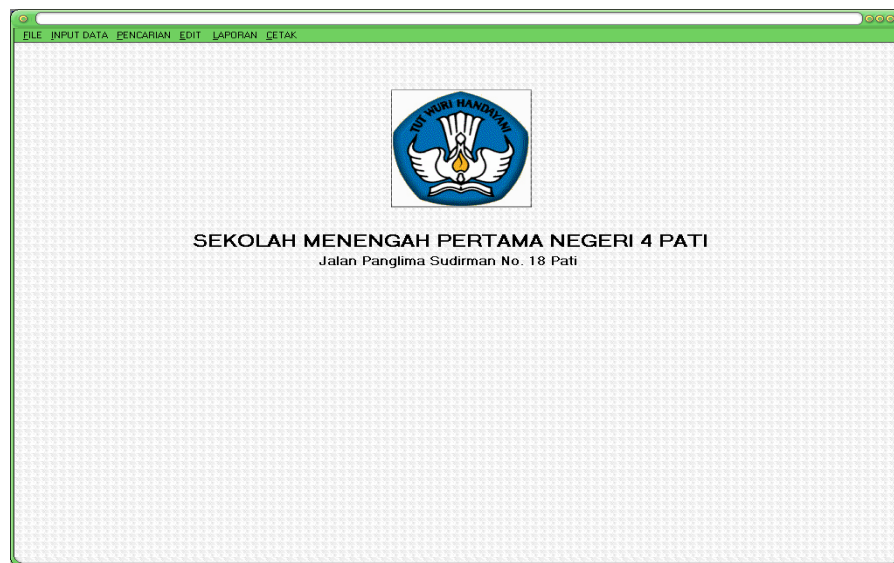 FILE INPUT DATA PENCARIAN EDIT LAPORAN CETAK
TUT WURI HANDAYANI
SEKOLAH MENENGAH PERTAMA NEGERI 4 PATI
Jalan Panglima Sudirman No. 18 Pati